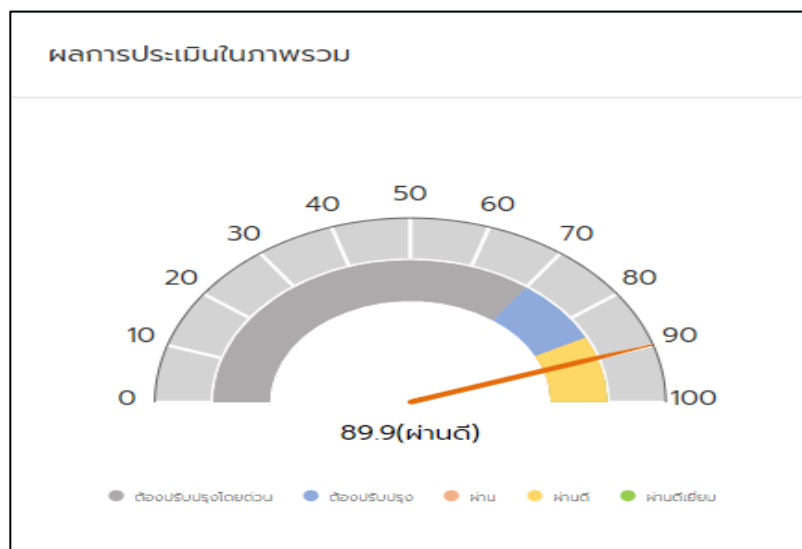 ผลการประเมินในภาพรวม
50
40
60
30
70
20
80
10
90
0
100
89.9(ผ่านดี)
ต้องปรับปรุงโดยด่วน
ต้องปรับปรุง
ผ่าน
ผ่านดี
ผ่านดีเยี่ยม